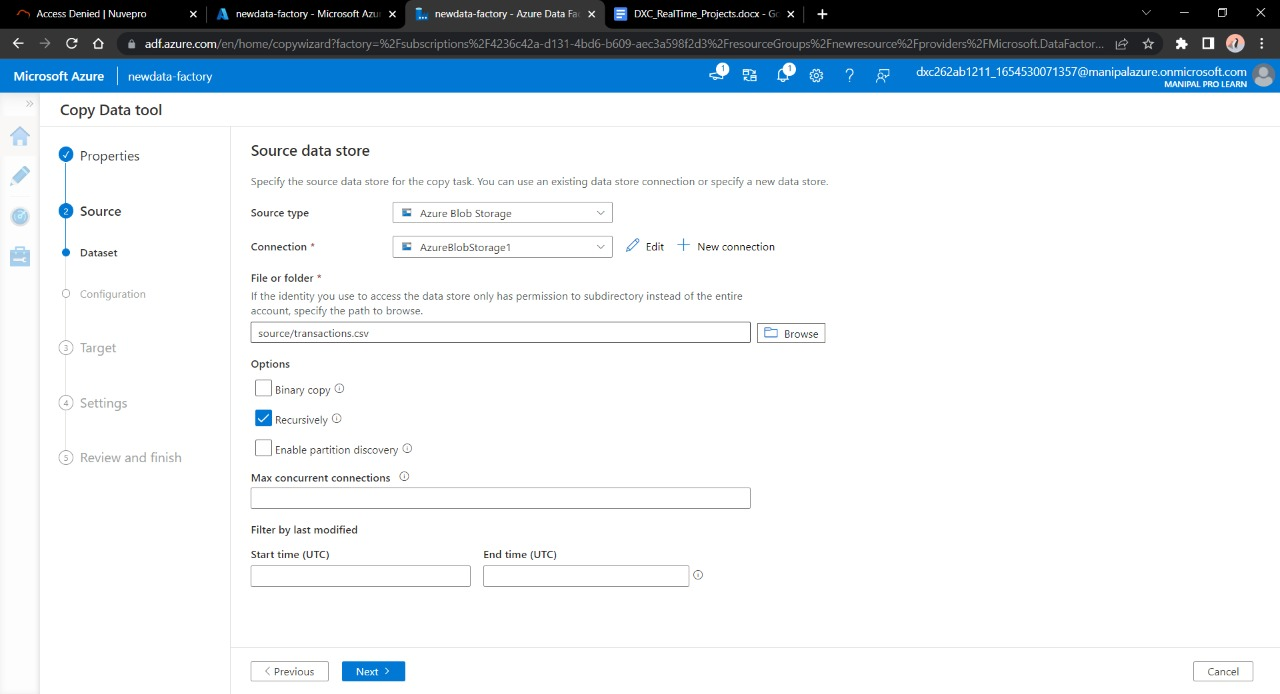 Access Denied | Nuvepro
newdata-factory - Microsoft Azu
newdata-factory - Azure Data Fa
DXC_RealTime_Projects.docx - Go
adf.azure.com/en/home/copywizard?factory=%2Fsubscriptions%2F4236c42a-d131-4bd6-b609-aec3a598f2d3%2FresourceGroups%2Fnewresource%2Fproviders%2FMicrosoft.DataFactor...
Microsoft Azure
newdata-factory
1
1
dxc262ab1211_1654530071357@manipalazure.onmicrosoft.com
MANIPAL PRO LEARN
Copy Data tool
Properties
2 Source
Dataset
Configuration
3 Target
4 Settings
5 Review and finish
Source data store
Specify the source data store for the copy task. You can use an existing data store connection or specify a new data store.
Source type Azure Blob Storage
Connection * AzureBlobStorage1 Edit New connection
File or folder *
If the identity you use to access the data store only has permission to subdirectory instead of the entire
account, specify the path to browse.
source/transactions.csv Browse
Options
Binary copy
Recursively
Enable partition discovery
Max concurrent connections
Filter by last modified
Start time (UTC) End time (UTC)
Previous Next Cancel